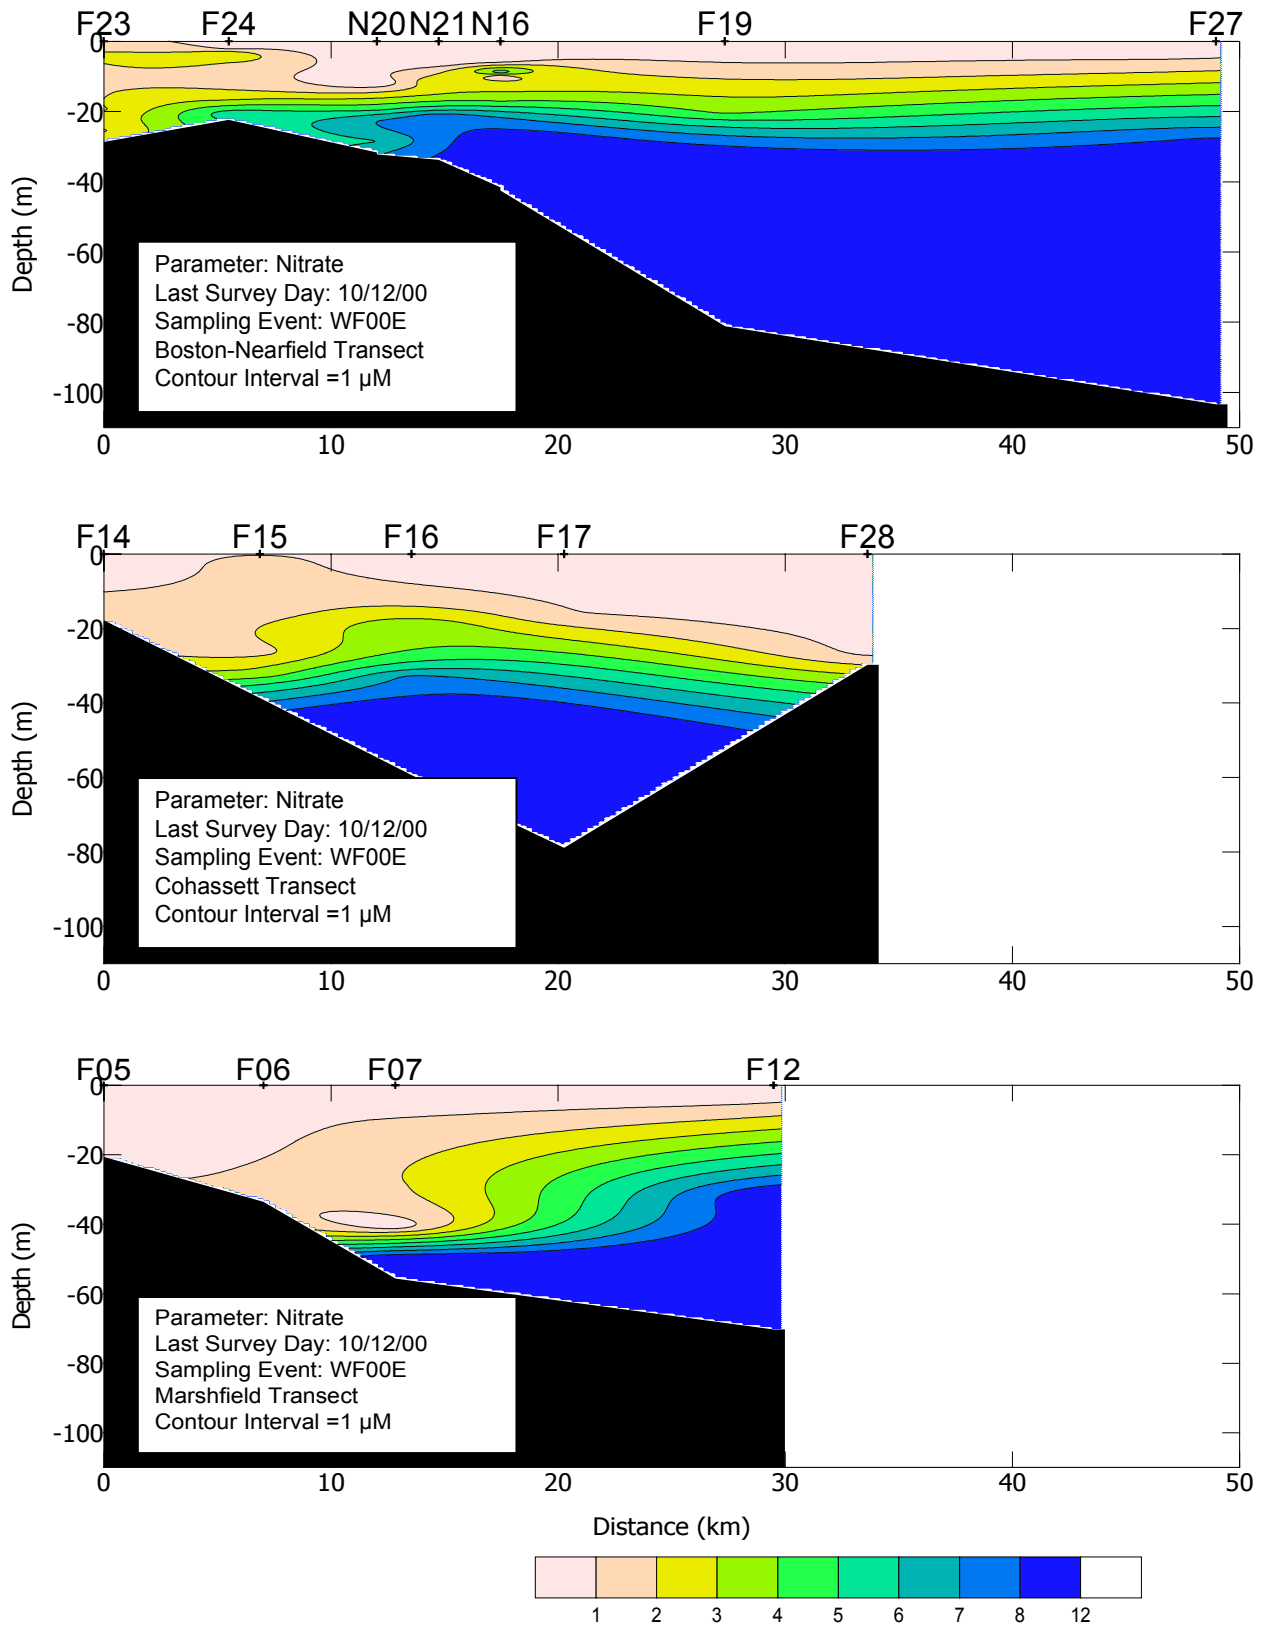 F23 F24 N20 N21 N16 F19 F27
0
-20
-40
-60
-80
-100
Depth (m)
Parameter: Nitrate
Last Survey Day: 10/12/00
Sampling Event: WF00E
Boston-Nearfield Transect
Contour Interval =1 µM
0 10 20 30 40 50
F14 F15 F16 F17 F28
0
-20
-40
-60
-80
-100
Depth (m)
Parameter: Nitrate
Last Survey Day: 10/12/00
Sampling Event: WF00E
Cohassett Transect
Contour Interval =1 µM
0 10 20 30 40 50
F05 F06 F07 F12
0
-20
-40
-60
-80
-100
Depth (m)
Parameter: Nitrate
Last Survey Day: 10/12/00
Sampling Event: WF00E
Marshfield Transect
Contour Interval =1 µM
0 10 20 30 40 50
Distance (km)
1 2 3 4 5 6 7 8 12